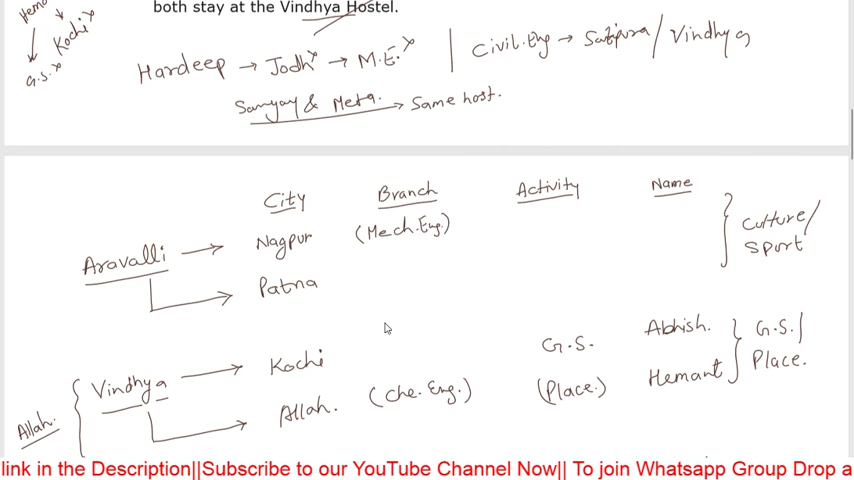 both stay at the Vindhya Hostel.
Hema
Kochi x
G.S. x
Hardeep → Jodh x → M.E. x | Civil.Eng → Satpura / Vindhya
Sanjay & Meta. → Same host.
City Branch Activity Name
Aravalli → Nagpur (Mech.Eng.) } Culture/
Sport
→ Patna
Vindhya → Kochi G.S. Abhish. } G.S./
Place.
Allah. { → Allah. (Che. Eng.) (Place.) Hemant
link in the Description||Subscribe to our YouTube Channel Now|| To join Whatsapp Group Drop a